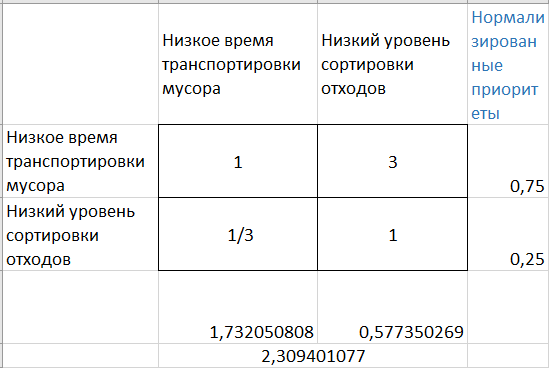 Низкое время
транспортировки
мусора
Низкий уровень
сортировки
отходов
Нормали
зирован
ные
приорит
еты
Низкое время
транспортировки
мусора
1
3
0,75
Низкий уровень
сортировки
отходов
1/3
1
0,25
1,732050808
0,577350269
2,309401077